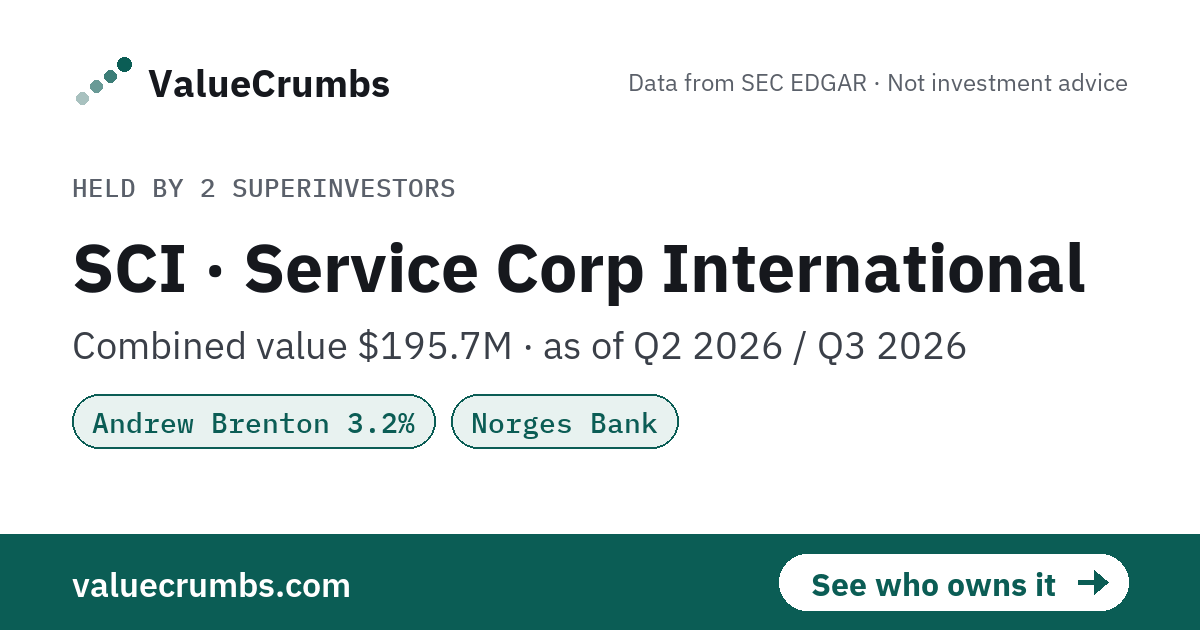 ValueCrumbs
Data from SEC EDGAR · Not investment advice
HELD BY 2 SUPERINVESTORS
SCI · Service Corp International
Combined value $195.7M · as of Q2 2026 / Q3 2026
Andrew Brenton 3.2%
Norges Bank
valuecrumbs.com
See who owns it